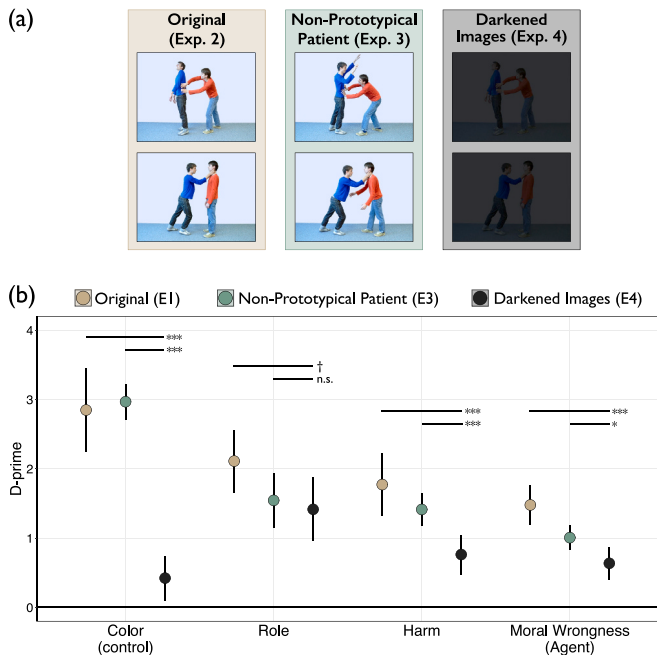 (a)
Original
(Exp. 2)
Non-Prototypical
Patient (Exp. 3)
Darkened
Images (Exp. 4)
(b)
Original (E1)
Non-Prototypical Patient (E3)
Darkened Images (E4)
D-prime
4
3
2
1
0
***
***
†
n.s.
***
***
***
*
Color
(control)
Role
Harm
Moral Wrongness
(Agent)